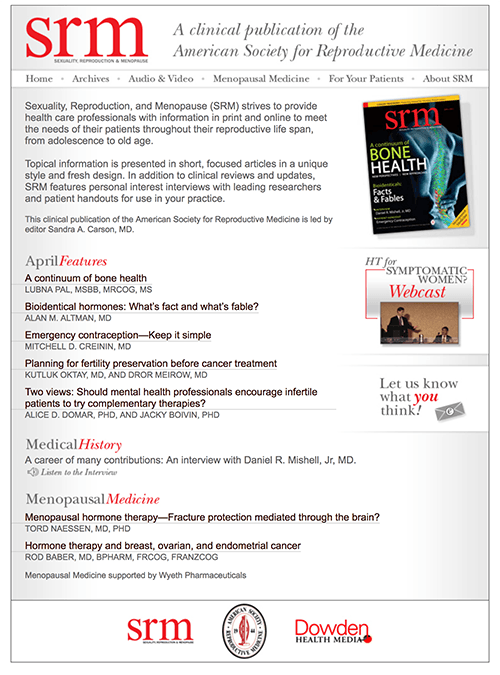 srm
SEXUALITY, REPRODUCTION & MENOPAUSE
A clinical publication of the
American Society for Reproductive Medicine
Home • Archives • Audio & Video • Menopausal Medicine • For Your Patients • About SRM
Sexuality, Reproduction, and Menopause (SRM) strives to provide
health care professionals with information in print and online to meet
the needs of their patients throughout their reproductive life span,
from adolescence to old age.
Topical information is presented in short, focused articles in a unique
style and fresh design. In addition to clinical reviews and updates,
SRM features personal interest interviews with leading researchers
and patient handouts for use in your practice.
This clinical publication of the American Society for Reproductive Medicine is led by
editor Sandra A. Carson, MD.
srm
A continuum of
BONE
HEALTH
Bioidenticals:
Facts
& Fables
Daniel R. Mishell, Jr, MD
Emergency Contraception
April Features
A continuum of bone health
LUBNA PAL, MSBB, MRCOG, MS
Bioidentical hormones: What's fact and what's fable?
ALAN M. ALTMAN, MD
Emergency contraception—Keep it simple
MITCHELL D. CREININ, MD
Planning for fertility preservation before cancer treatment
KUTLUK OKTAY, MD, AND DROR MEIROW, MD
Two views: Should mental health professionals encourage infertile
patients to try complementary therapies?
ALICE D. DOMAR, PHD, AND JACKY BOIVIN, PHD
HT for
SYMPTOMATIC
WOMEN?
Webcast
Let us know
what you
think!
Medical History
A career of many contributions: An interview with Daniel R. Mishell, Jr, MD.
Listen to the Interview
Menopausal Medicine
Menopausal hormone therapy—Fracture protection mediated through the brain?
TORD NAESSEN, MD, PHD
Hormone therapy and breast, ovarian, and endometrial cancer
ROD BABER, MD, BPHARM, FRCOG, FRANZCOG
Menopausal Medicine supported by Wyeth Pharmaceuticals
srm
SEXUALITY, REPRODUCTION & MENOPAUSE
AMERICAN SOCIETY
REPRODUCTIVE MEDICINE
19 44
Dowden
HEALTH MEDIA